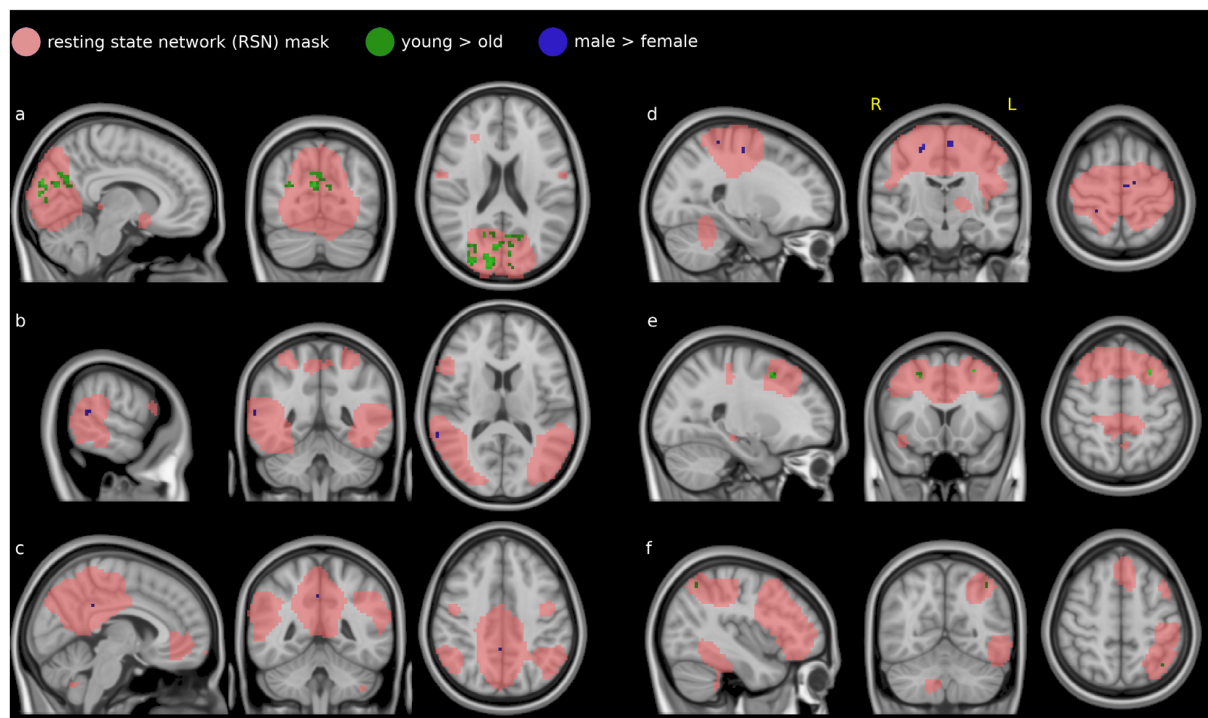 resting state network (RSN) mask young > old male > female
a
d
R
L
b
e
c
f